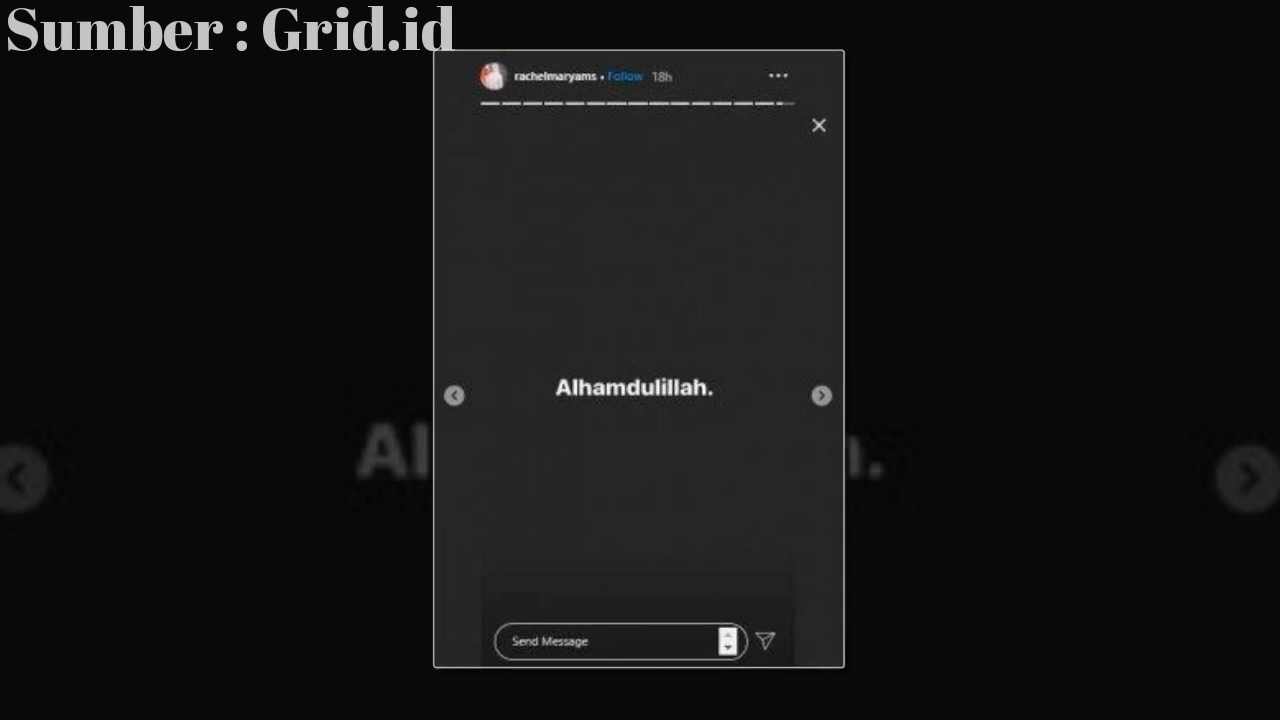 Sumber : Grid.id
rachelmaryams • Follow 18h
Alhamdulillah.
Send Message